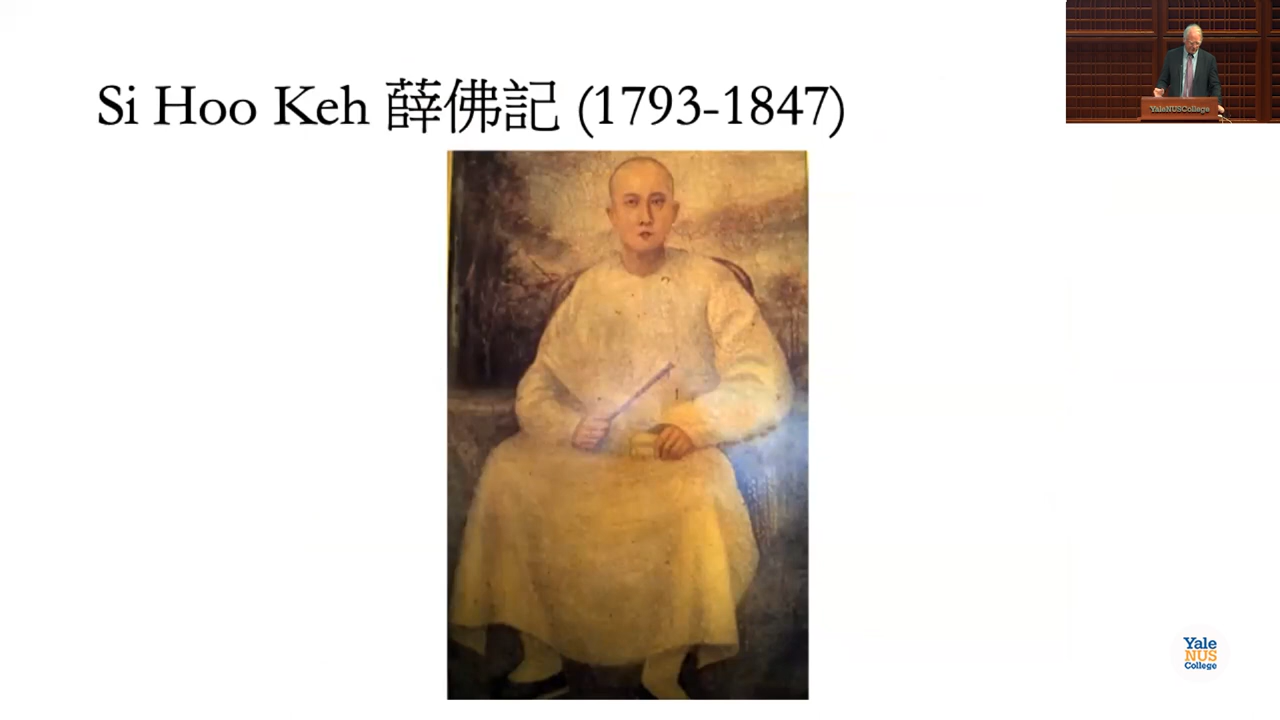 Si Hoo Keh 薛佛記 (1793-1847)
YaleNUSCollege
Yale
NUS
College